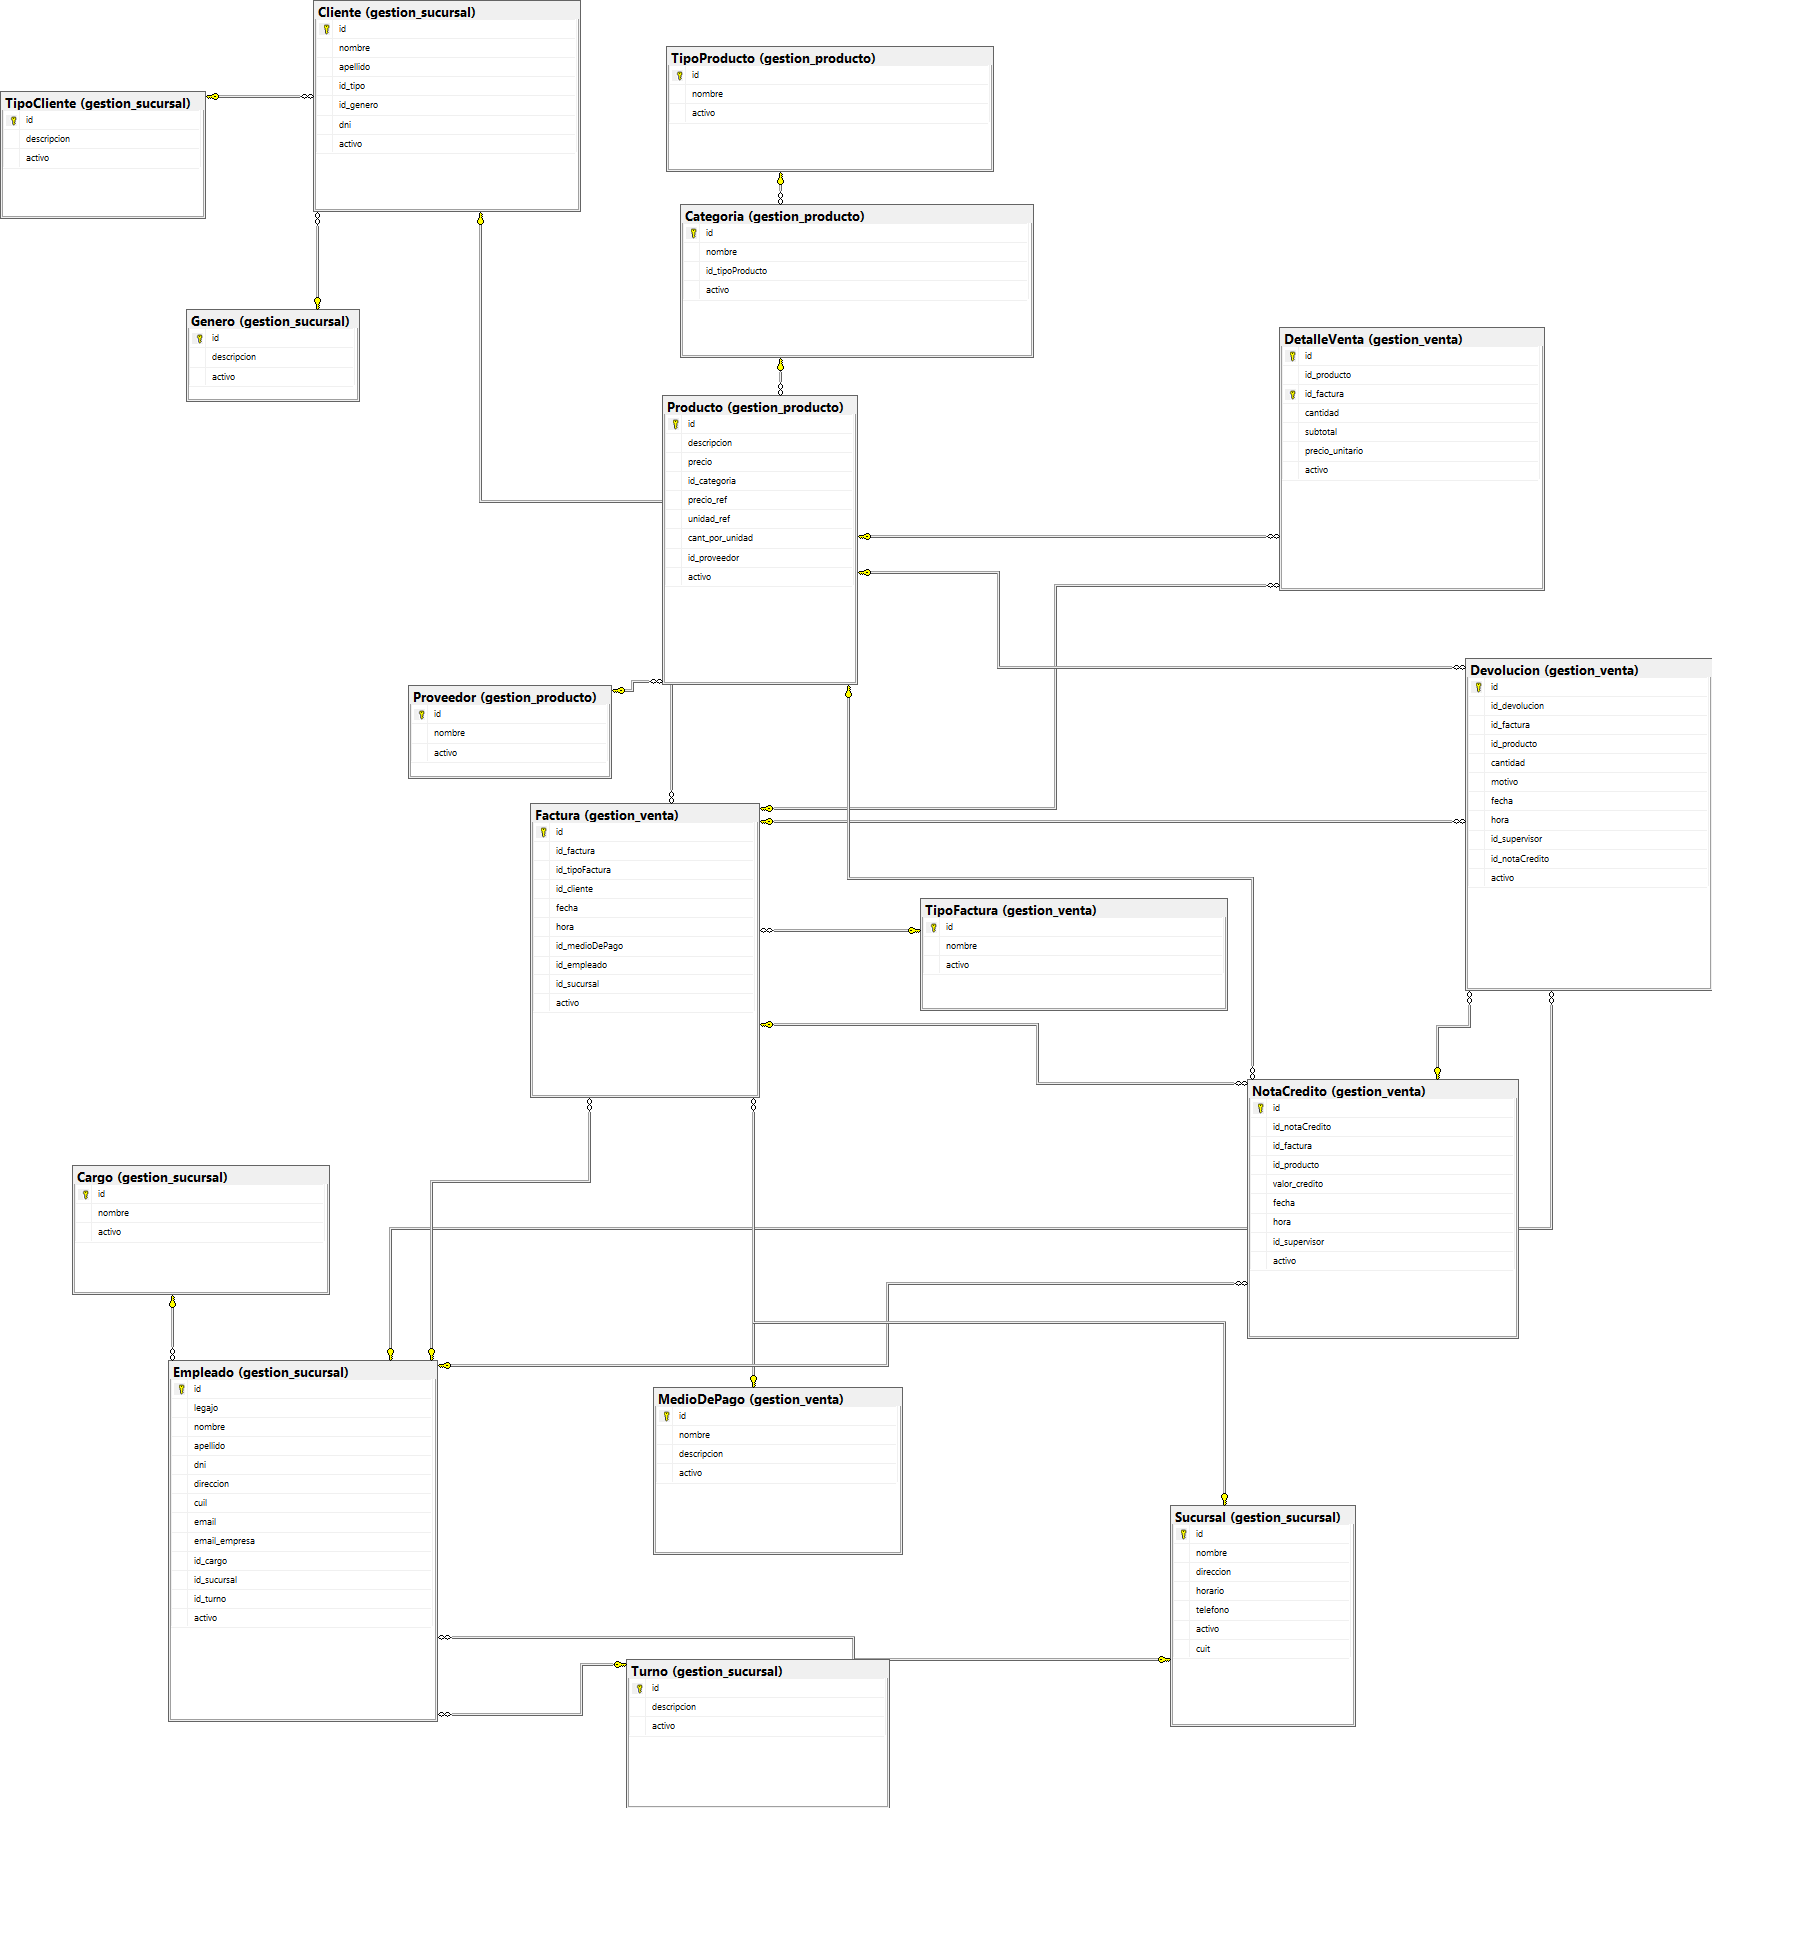 Cliente (gestion_sucursal)
id
nombre
apellido
id_tipo
id_genero
dni
activo
TipoProducto (gestion_producto)
id
nombre
activo
TipoCliente (gestion_sucursal)
id
descripcion
activo
Categoria (gestion_producto)
id
nombre
id_tipoProducto
activo
Genero (gestion_sucursal)
id
descripcion
activo
DetalleVenta (gestion_venta)
id
id_producto
id_factura
cantidad
subtotal
precio_unitario
activo
Producto (gestion_producto)
id
descripcion
precio
id_categoria
precio_ref
unidad_ref
cant_por_unidad
id_proveedor
activo
Devolucion (gestion_venta)
id
id_devolucion
id_factura
id_producto
cantidad
motivo
fecha
hora
id_supervisor
id_notaCredito
activo
Proveedor (gestion_producto)
id
nombre
activo
Factura (gestion_venta)
id
id_factura
id_tipoFactura
id_cliente
fecha
hora
id_medioDePago
id_empleado
id_sucursal
activo
TipoFactura (gestion_venta)
id
nombre
activo
NotaCredito (gestion_venta)
id
id_notaCredito
id_factura
id_producto
valor_credito
fecha
hora
id_supervisor
activo
Cargo (gestion_sucursal)
id
nombre
activo
Empleado (gestion_sucursal)
id
legajo
nombre
apellido
dni
direccion
cuil
email
email_empresa
id_cargo
id_sucursal
id_turno
activo
MedioDePago (gestion_venta)
id
nombre
descripcion
activo
Sucursal (gestion_sucursal)
id
nombre
direccion
horario
telefono
activo
cuit
Turno (gestion_sucursal)
id
descripcion
activo